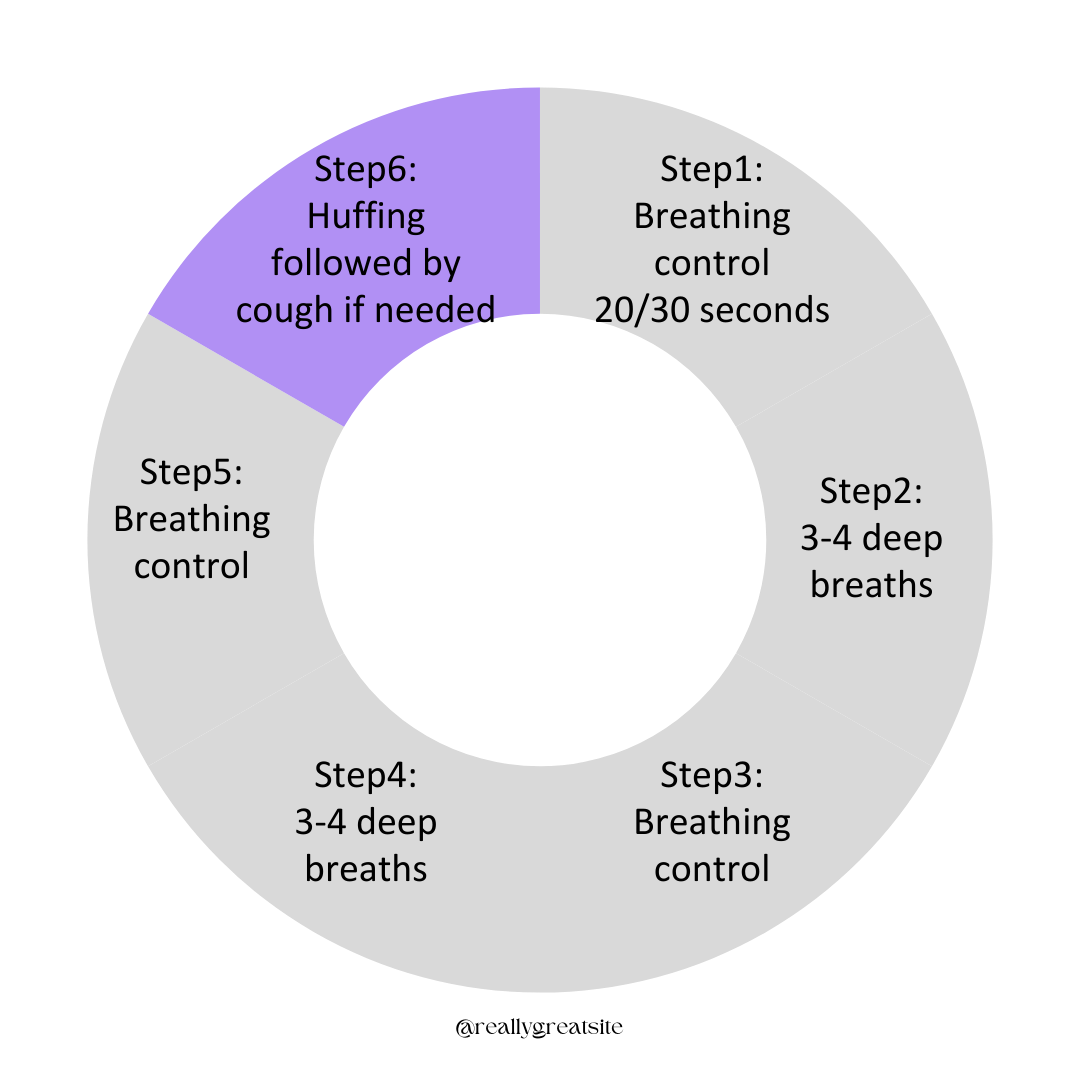 Step1:
Breathing
control
20/30 seconds
Step2:
3-4 deep
breaths
Step3:
Breathing
control
Step4:
3-4 deep
breaths
Step5:
Breathing
control
Step6:
Huffing
followed by
cough if needed
@reallygreatsite